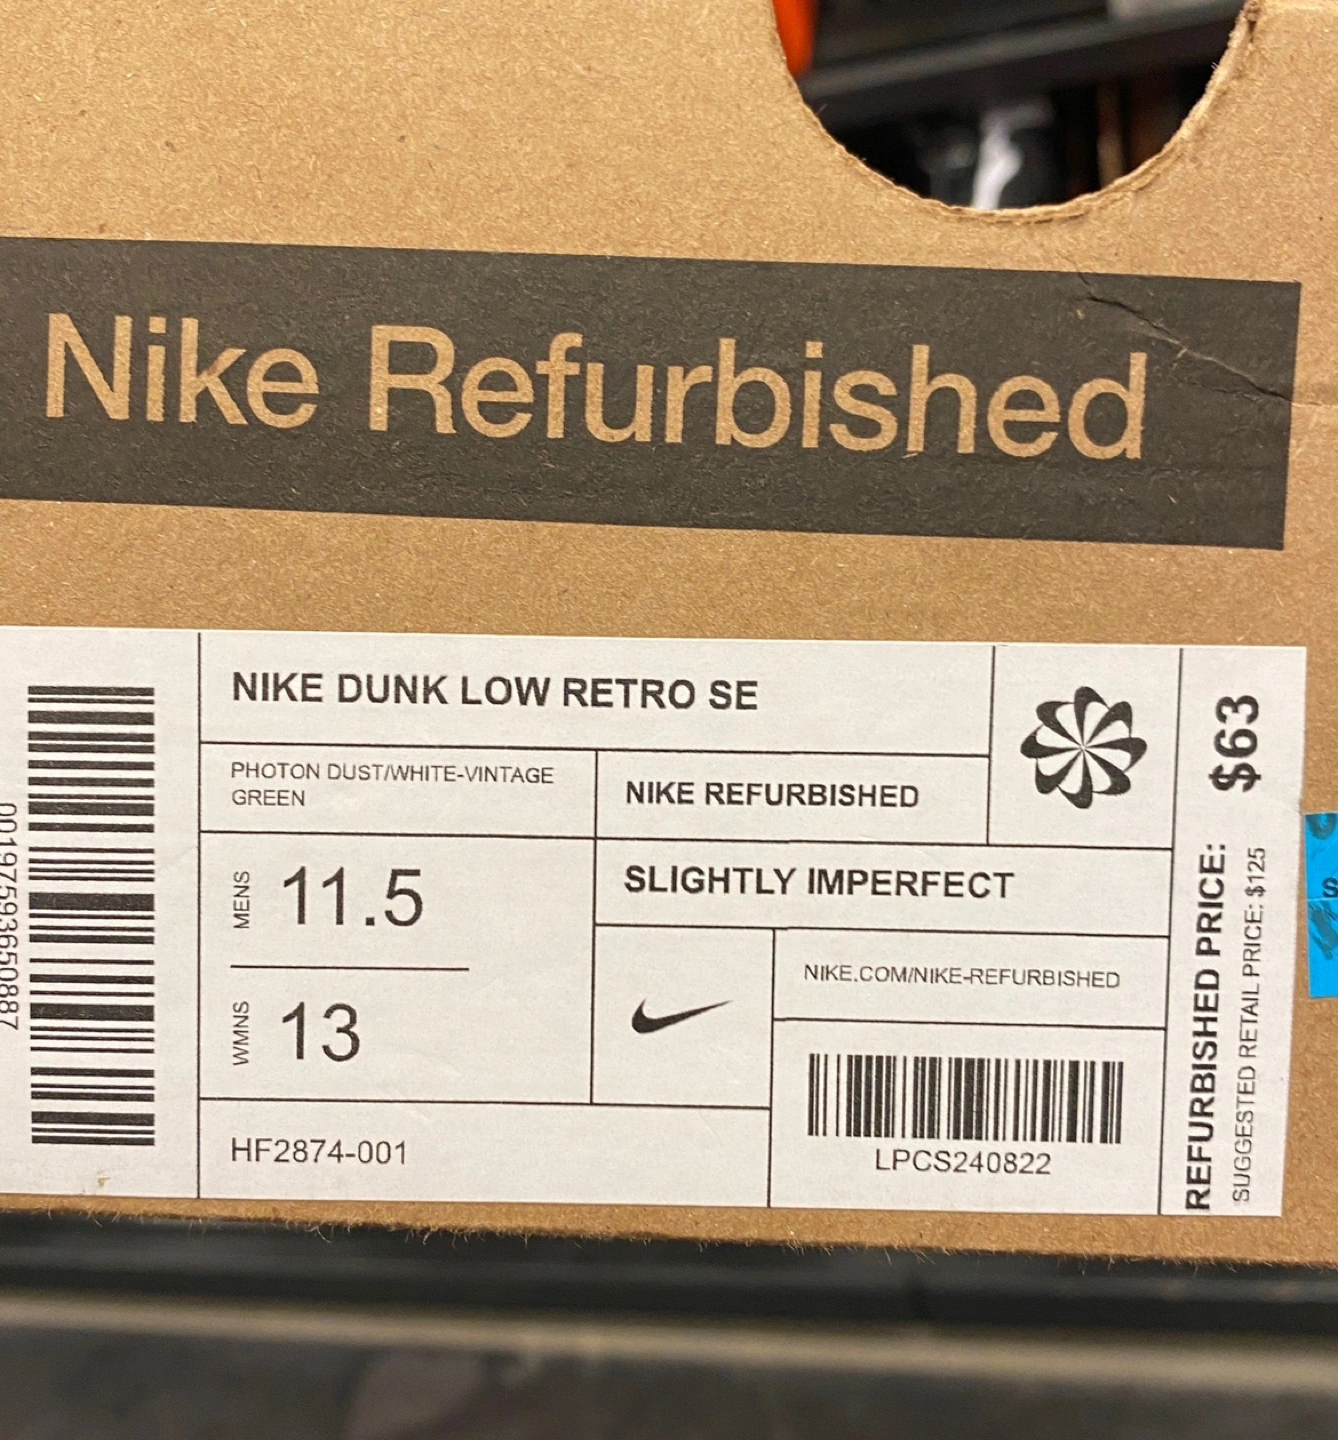 Nike Refurbished
00197593650887
NIKE DUNK LOW RETRO SE
PHOTON DUST/WHITE-VINTAGE
GREEN
NIKE REFURBISHED
MENS 11.5
WMNS 13
SLIGHTLY IMPERFECT
NIKE.COM/NIKE-REFURBISHED
HF2874-001
LPCS240822
REFURBISHED PRICE: $63
SUGGESTED RETAIL PRICE: $125